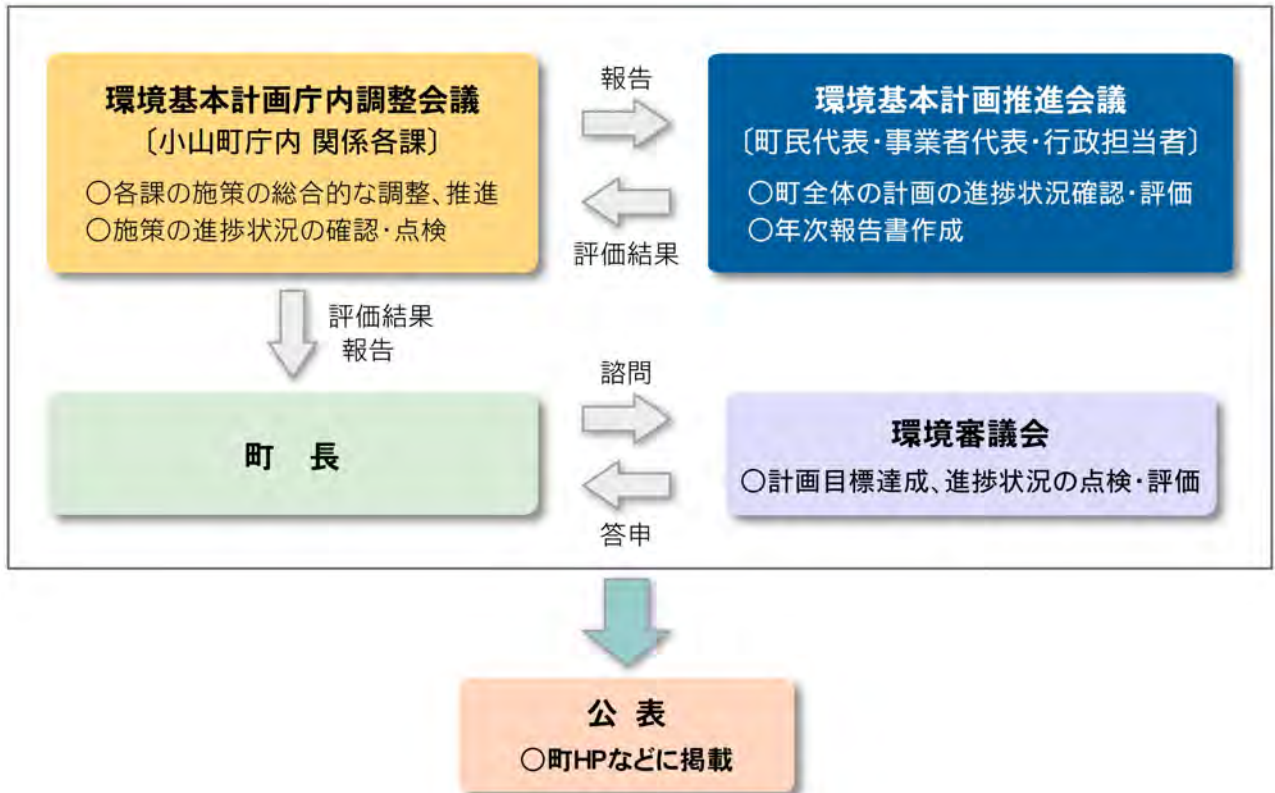 環境基本計画庁内調整会議
〔小山町庁内 関係各課〕
○各課の施策の総合的な調整、推進
○施策の進捗状況の確認・点検
報告
評価結果
環境基本計画推進会議
〔町民代表・事業者代表・行政担当者〕
○町全体の計画の進捗状況確認・評価
○年次報告書作成
評価結果
報告
町 長
諮問
答申
環境審議会
○計画目標達成、進捗状況の点検・評価
公 表
○町HPなどに掲載